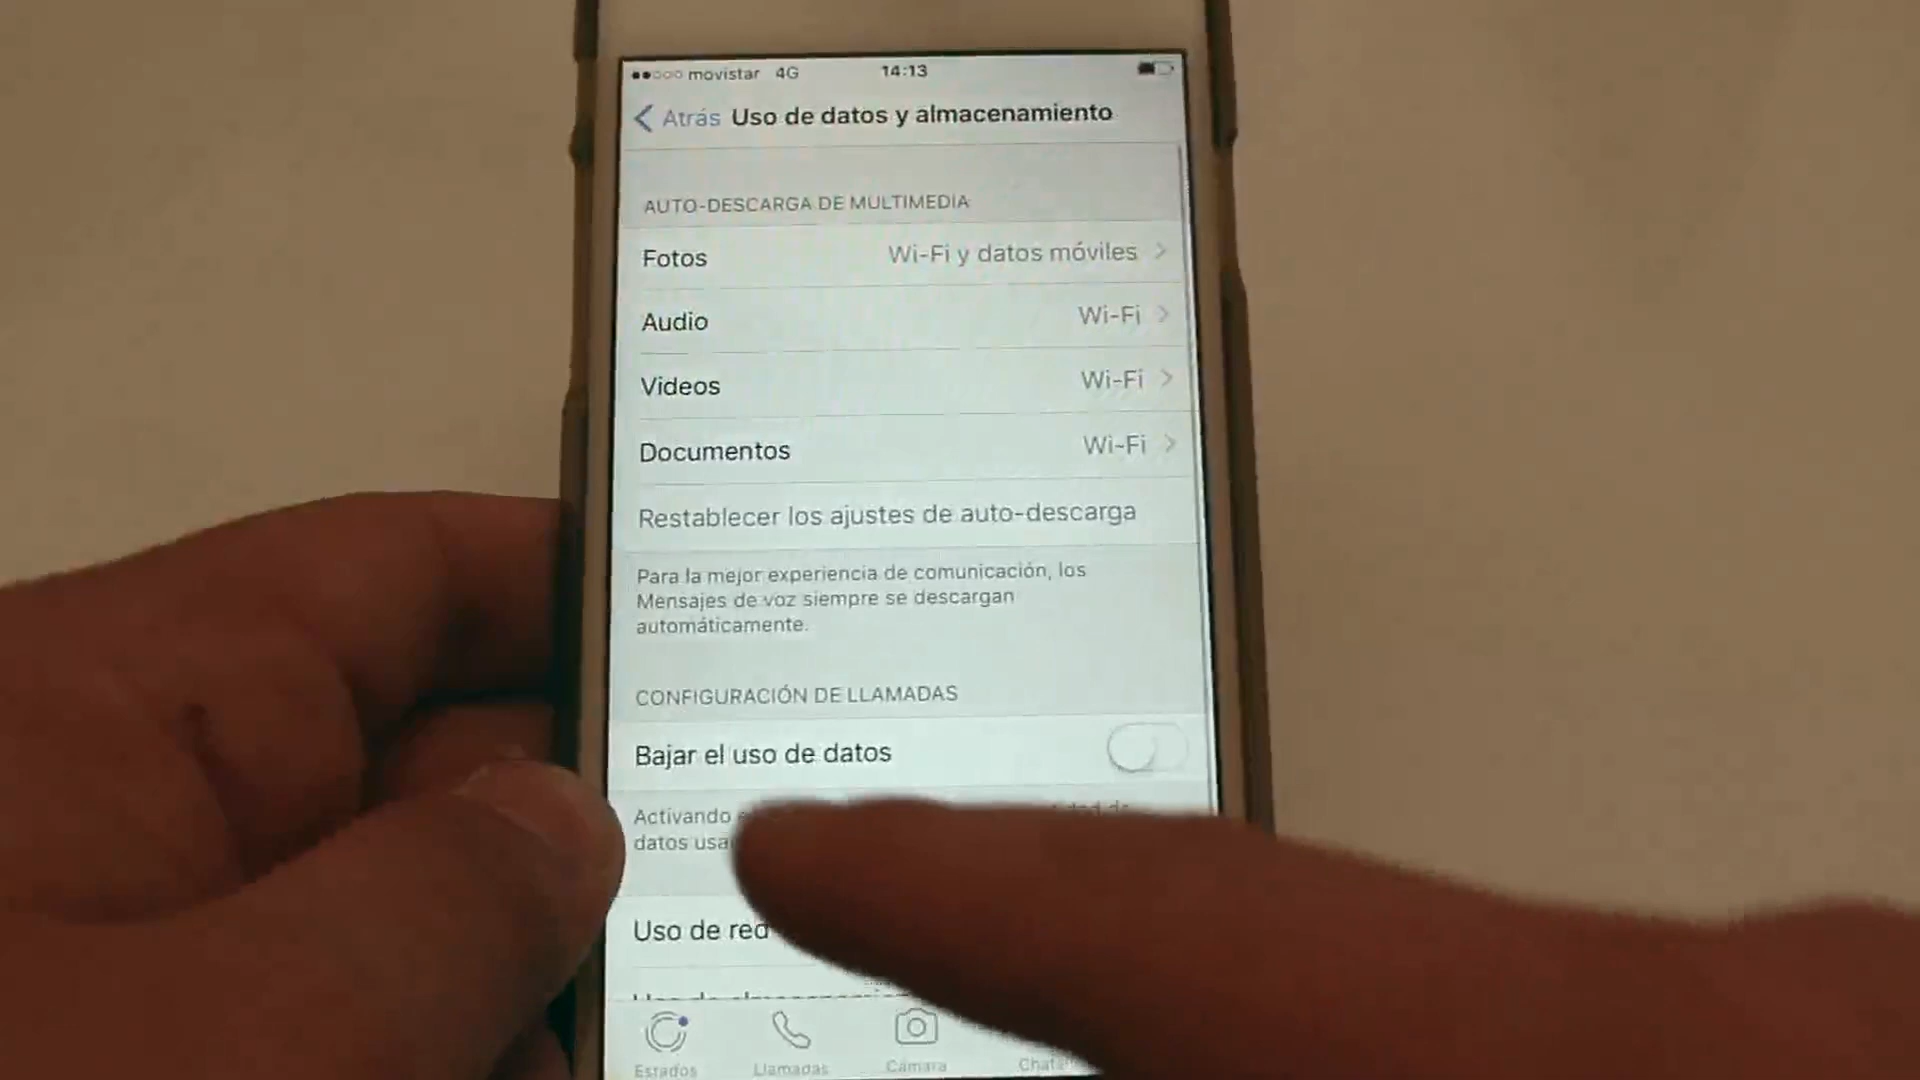 movistar 4G 14:13
Atrás Uso de datos y almacenamiento
AUTO-DESCARGA DE MULTIMEDIA
Fotos Wi-Fi y datos móviles
Audio Wi-Fi
Videos Wi-Fi
Documentos Wi-Fi
Restablecer los ajustes de auto-descarga
Para la mejor experiencia de comunicación, los
Mensajes de voz siempre se descargan
automáticamente.
CONFIGURACIÓN DE LLAMADAS
Bajar el uso de datos
Activando
datos
Uso de red
Estados Llamadas Cámara